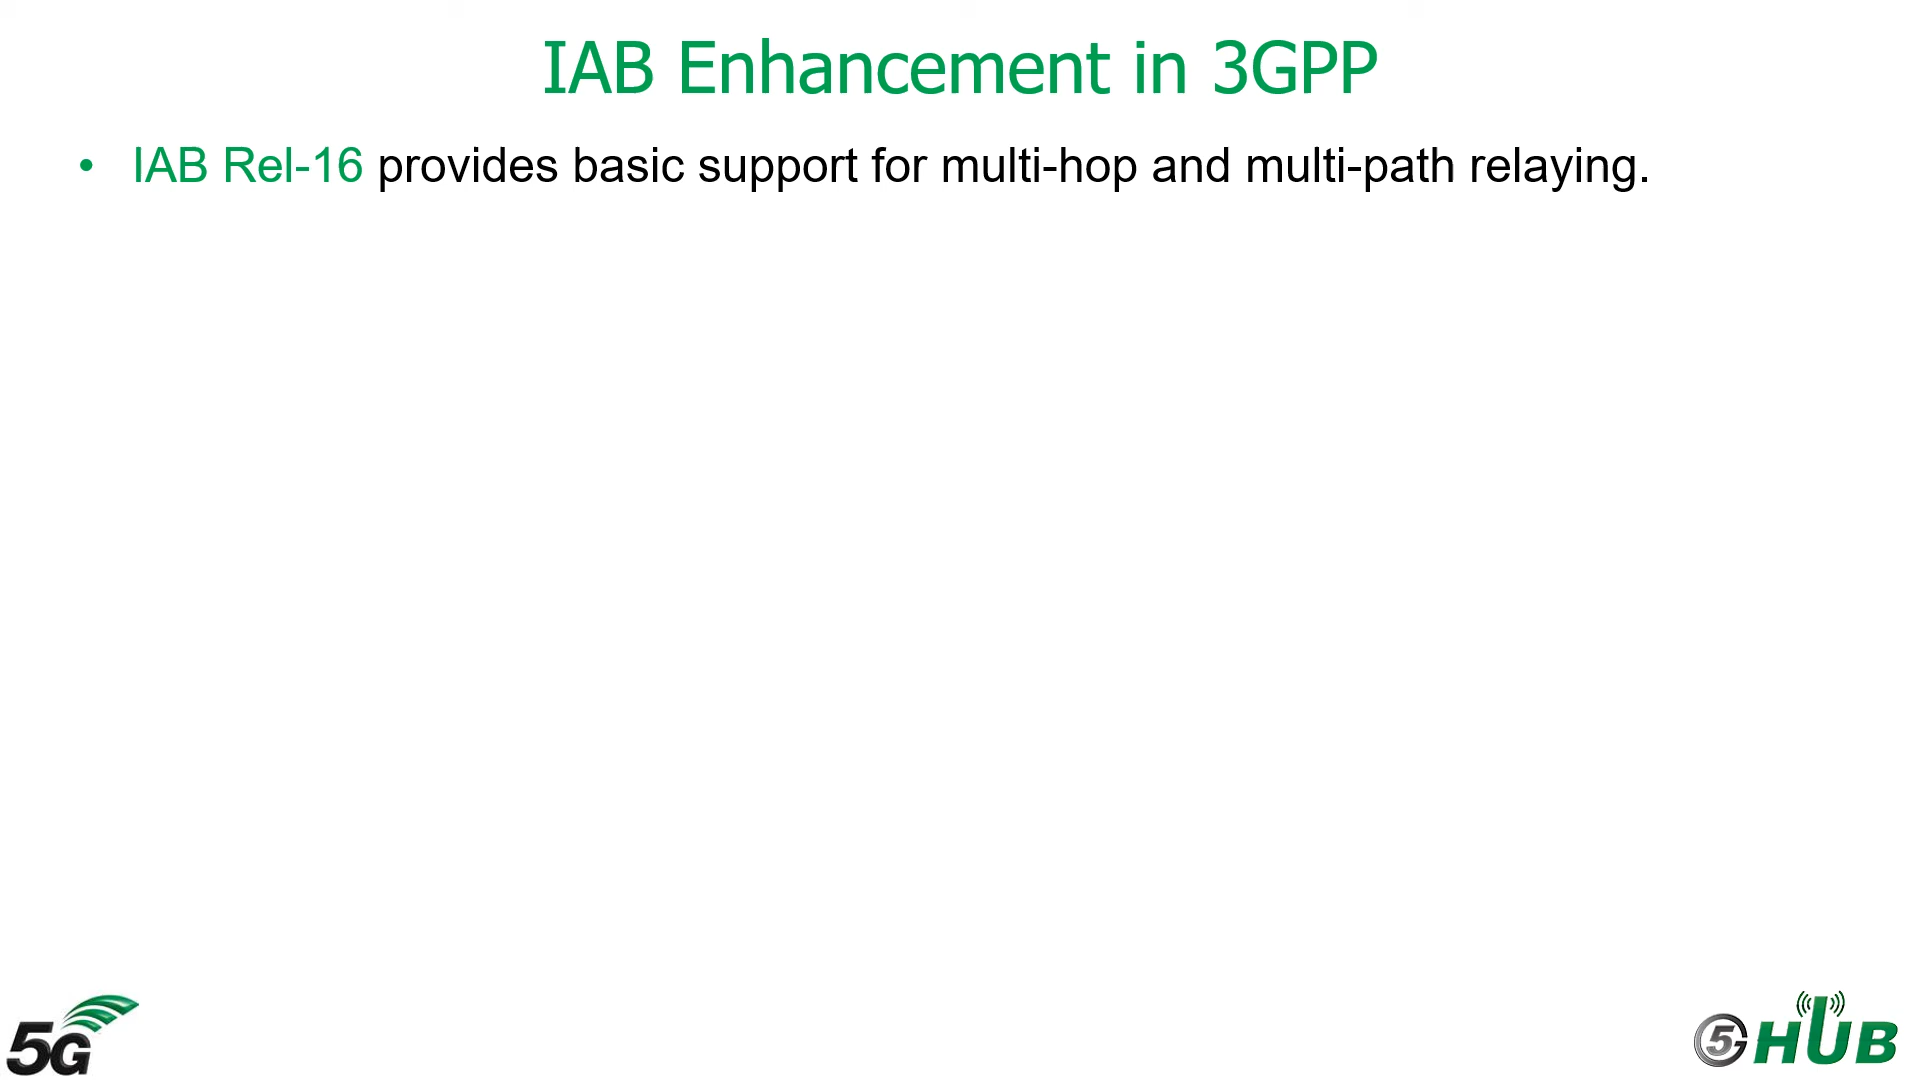 IAB Enhancement in 3GPP
• IAB Rel-16 provides basic support for multi-hop and multi-path relaying.
5G
5G HUB